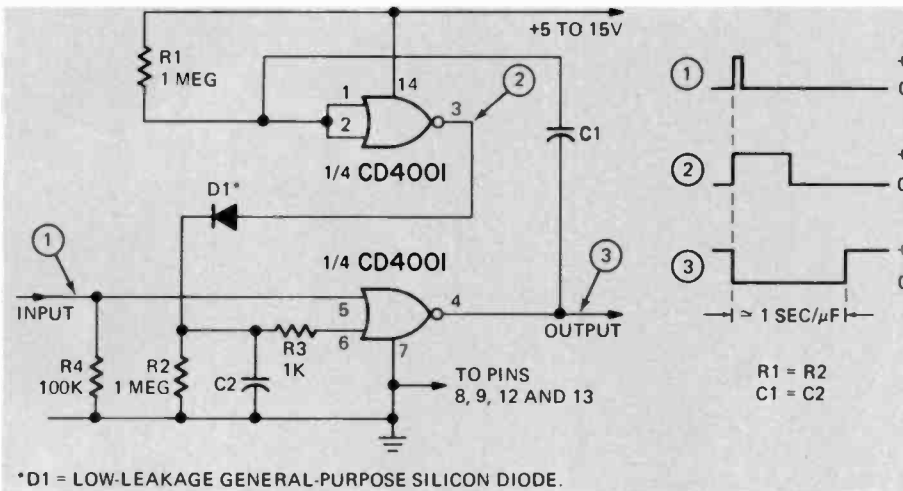 +5 TO 15V
R1
1 MEG
14
1
2
3
2
C1
1/4 CD4001
D1*
1
1/4 CD4001
3
INPUT
5
6
4
7
OUTPUT
R4
100K
R2
1 MEG
C2
R3
1K
TO PINS
8, 9, 12 AND 13
*D1 = LOW-LEAKAGE GENERAL-PURPOSE SILICON DIODE.
1
+
0
2
+
0
3
+
0
≃ 1 SEC/µF
R1 = R2
C1 = C2